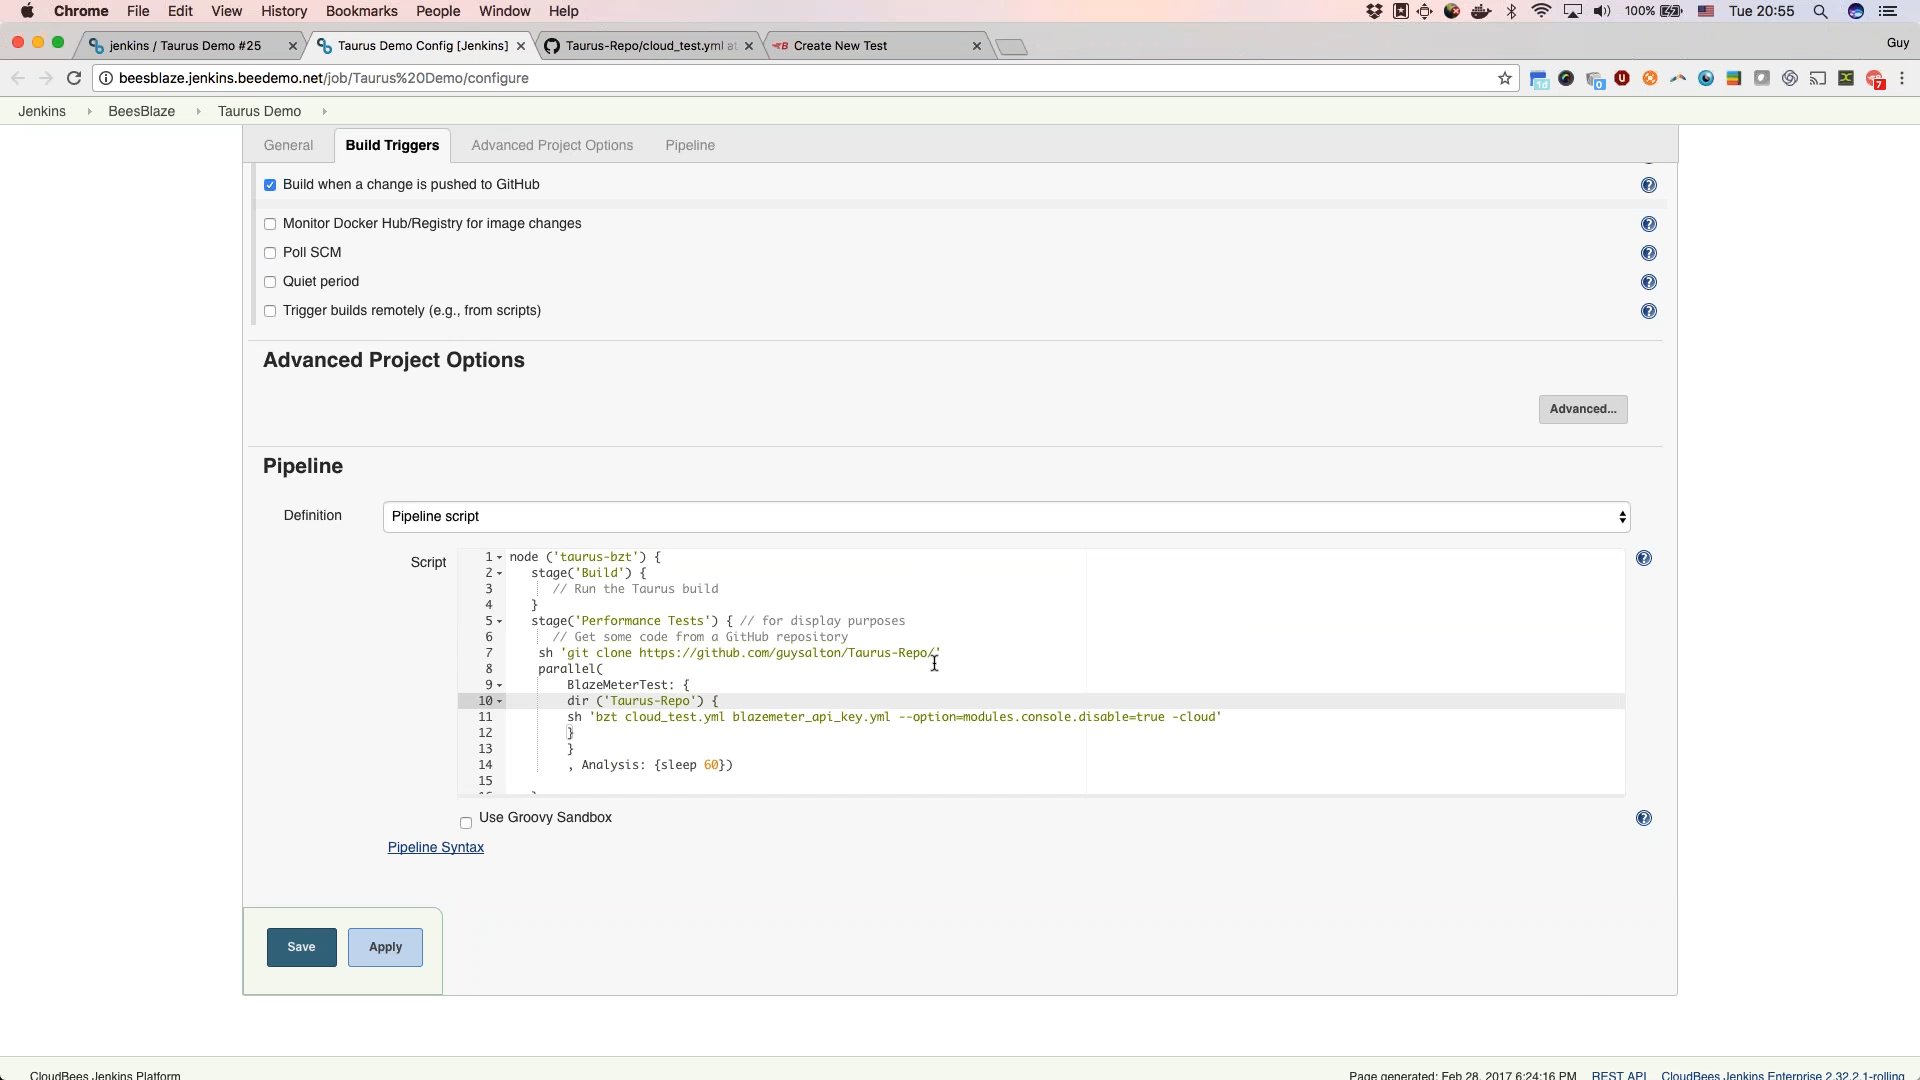 Chrome File Edit View History Bookmarks People Window Help 100% Tue 20:55
jenkins / Taurus Demo #25 Taurus Demo Config [Jenkins] Taurus-Repo/cloud_test.yml at Create New Test Guy
beesblaze.jenkins.beedemo.net/job/Taurus%20Demo/configure
Jenkins BeesBlaze Taurus Demo
General Build Triggers Advanced Project Options Pipeline
Build when a change is pushed to GitHub
Monitor Docker Hub/Registry for image changes
Poll SCM
Quiet period
Trigger builds remotely (e.g., from scripts)
Advanced Project Options
Advanced...
Pipeline
Definition Pipeline script
Script
1 node ('taurus-bzt') {
2 stage('Build') {
3 // Run the Taurus build
4 }
5 stage('Performance Tests') { // for display purposes
6 // Get some code from a GitHub repository
7 sh 'git clone https://github.com/guysalton/Taurus-Repo/'
8 parallel(
9 BlazeMeterTest: {
10 dir ('Taurus-Repo') {
11 sh 'bzt cloud_test.yml blazemeter_api_key.yml --option=modules.console.disable=true -cloud'
12 }
13 }
14 , Analysis: {sleep 60})
15
Use Groovy Sandbox
Pipeline Syntax
Save Apply
CloudBees Jenkins Platform Page generated: Feb 28, 2017 6:24:16 PM REST API CloudBees Jenkins Enterprise 2.32.2.1-rolling